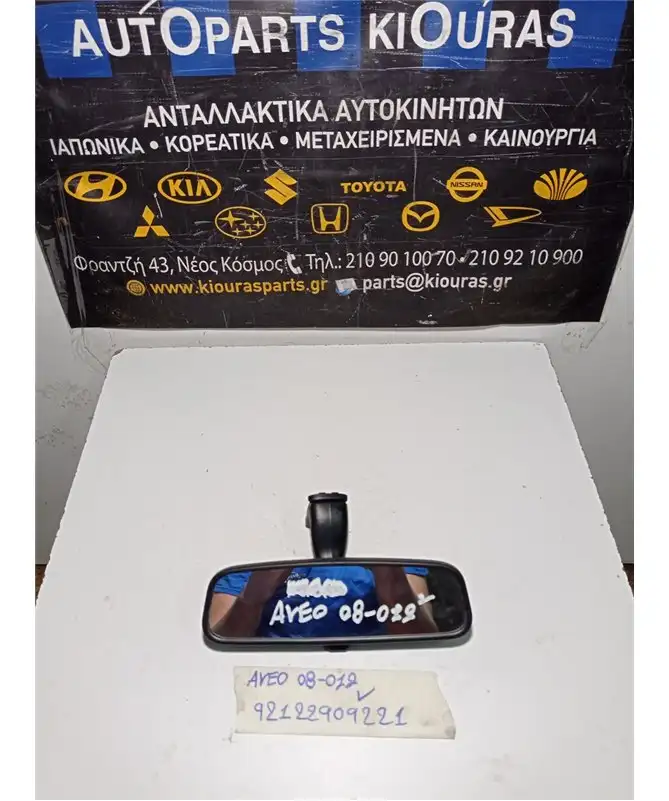 AUTOPARTS KIOURAS
ΑΝΤΑΛΛΑΚΤΙΚΑ ΑΥΤΟΚΙΝΗΤΩΝ
ΙΑΠΩΝΙΚΑ • ΚΟΡΕΑΤΙΚΑ • ΜΕΤΑΧΕΙΡΙΣΜΕΝΑ • ΚΑΙΝΟΥΡΓΙΑ
KIA TOYOTA NISSAN
SUBARU
Φραντζή 43, Νέος Κόσμος Τηλ.: 210 90 100 70 - 210 92 10 900
www.kiourasparts.gr parts@kiouras.gr
AVEO 08-012
AVEO 08-012
92122909221